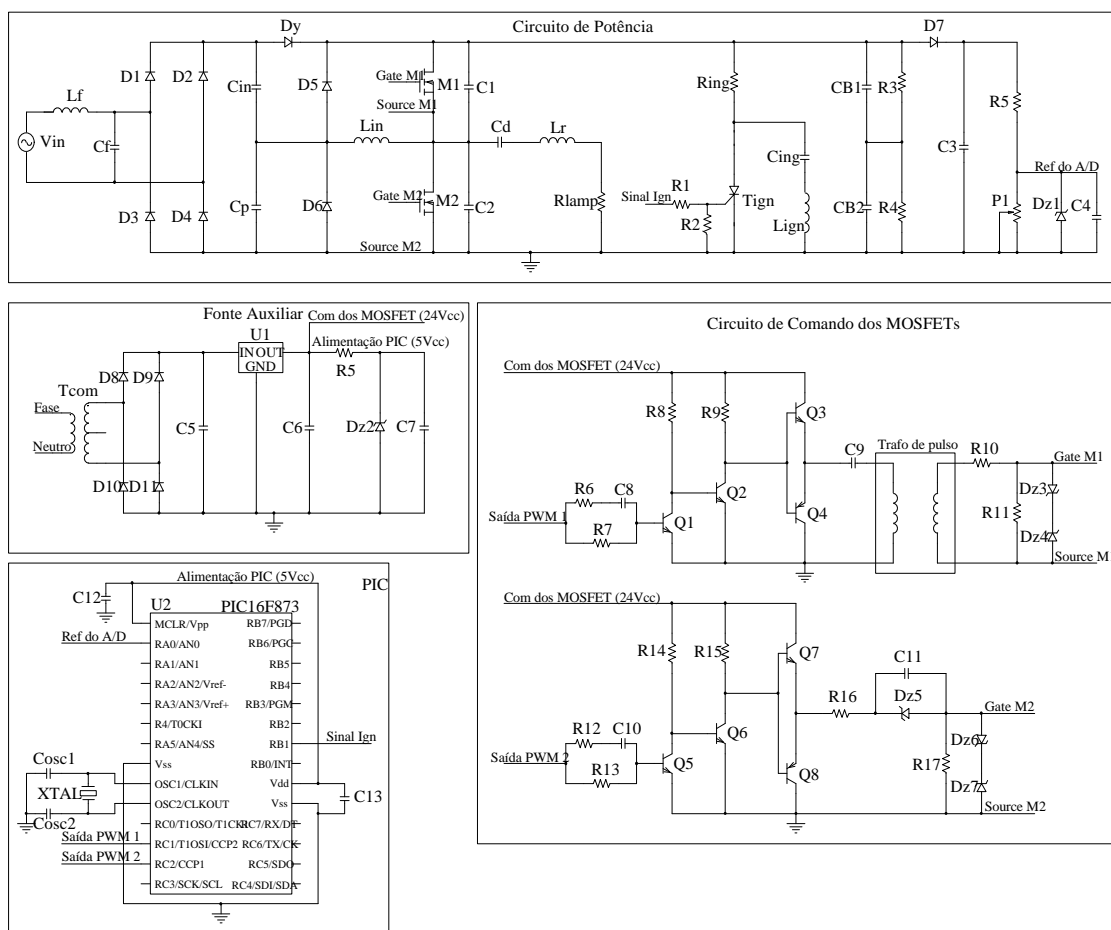 Circuito de Potência
Dy
D7
D1
D2
Lf
Vin
Cf
D3
D4
Cin
Cp
D5
D6
Gate M1
M1
Source M1
C1
Lin
Cd
Lr
Gate M2
M2
C2
Source M2
Rlamp
Ring
Cing
Sinal Ign
R1
R2
Tign
Lign
CB1
R3
CB2
R4
C3
R5
Ref do A/D
P1
Dz1
C4
Fonte Auxiliar
Com dos MOSFET (24Vcc)
U1
IN OUT
GND
Alimentação PIC (5Vcc)
R5
D8
D9
Tcom
Fase
Neutro
D10
D11
C5
C6
Dz2
C7
Circuito de Comando dos MOSFETs
Com dos MOSFET (24Vcc)
R8
R9
Q3
R6
C8
Saída PWM 1
R7
Q1
Q2
Q4
C9
Trafo de pulso
R10
Gate M1
Dz3
R11
Dz4
Source M
Com dos MOSFET (24Vcc)
R14
R15
Q7
R12
C10
Saída PWM 2
R13
Q5
Q6
Q8
R16
C11
Dz5
Gate M2
Dz6
R17
Dz7
Source M2
Alimentação PIC (5Vcc)
PIC
C12
U2
PIC16F873
MCLR/Vpp
RB7/PGD
Ref do A/D
RA0/AN0
RB6/PGC
RA1/AN1
RB5
RA2/AN2/Vref-
RB4
RA3/AN3/Vref+
RB3/PGM
R4/T0CKI
RB2
RA5/AN4/SS
RB1
Sinal Ign
Vss
RB0/INT
Cosc1
OSC1/CLKIN
Vdd
XTAL
OSC2/CLKOUT
Vss
C13
Cosc2
RC0/T1OSO/T1CKI
RC7/RX/DT
Saída PWM 1
RC1/T1OSI/CCP2
RC6/TX/CK
Saída PWM 2
RC2/CCP1
RC5/SDO
RC3/SCK/SCL
RC4/SDI/SDA